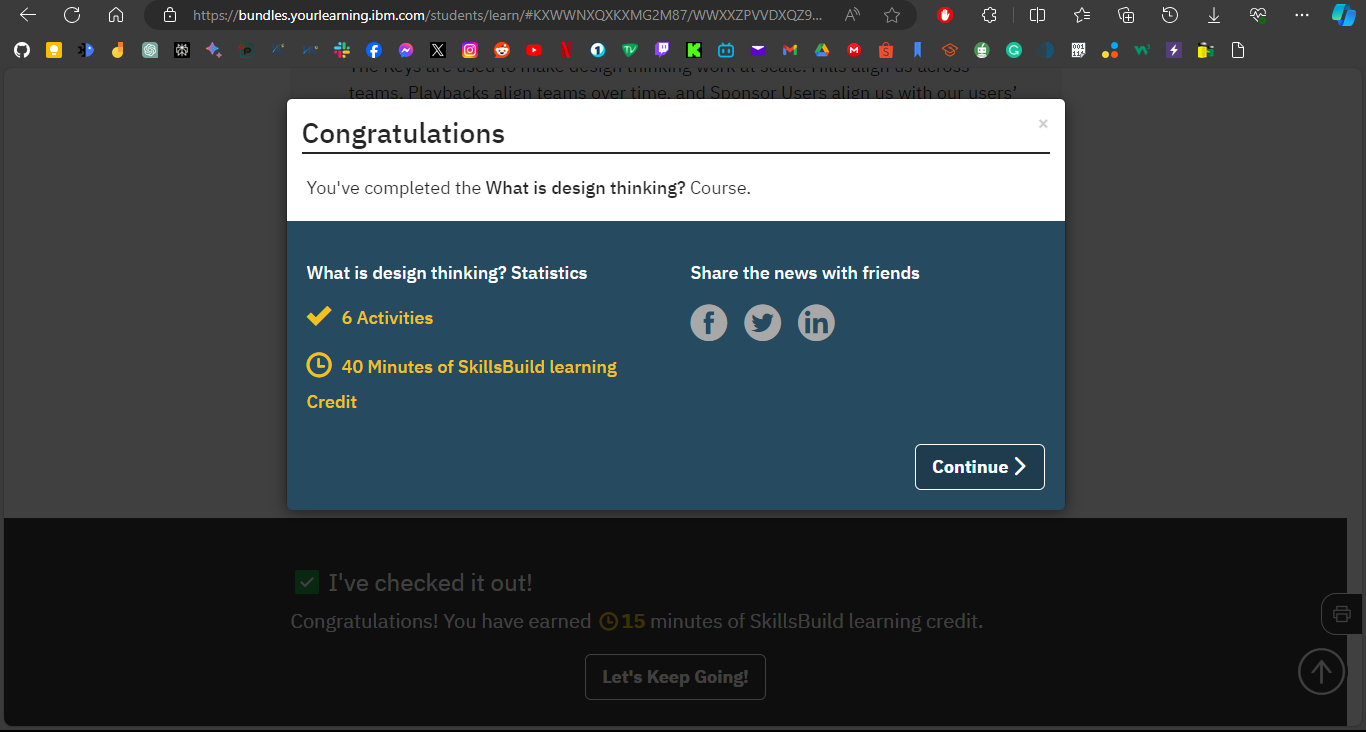 https://bundles.yourlearning.ibm.com/students/learn/#KXWWNXQXKXMG2M87/WWXXZPVVDXQZ9...
The Keys are used to make design thinking work at scale. Hills align us across
teams, Playbacks align teams over time, and Sponsor Users align us with our users’
Congratulations
×
You've completed the What is design thinking? Course.
What is design thinking? Statistics
6 Activities
40 Minutes of SkillsBuild learning
Credit
Share the news with friends
Continue
I've checked it out!
Congratulations! You have earned 15 minutes of SkillsBuild learning credit.
Let's Keep Going!